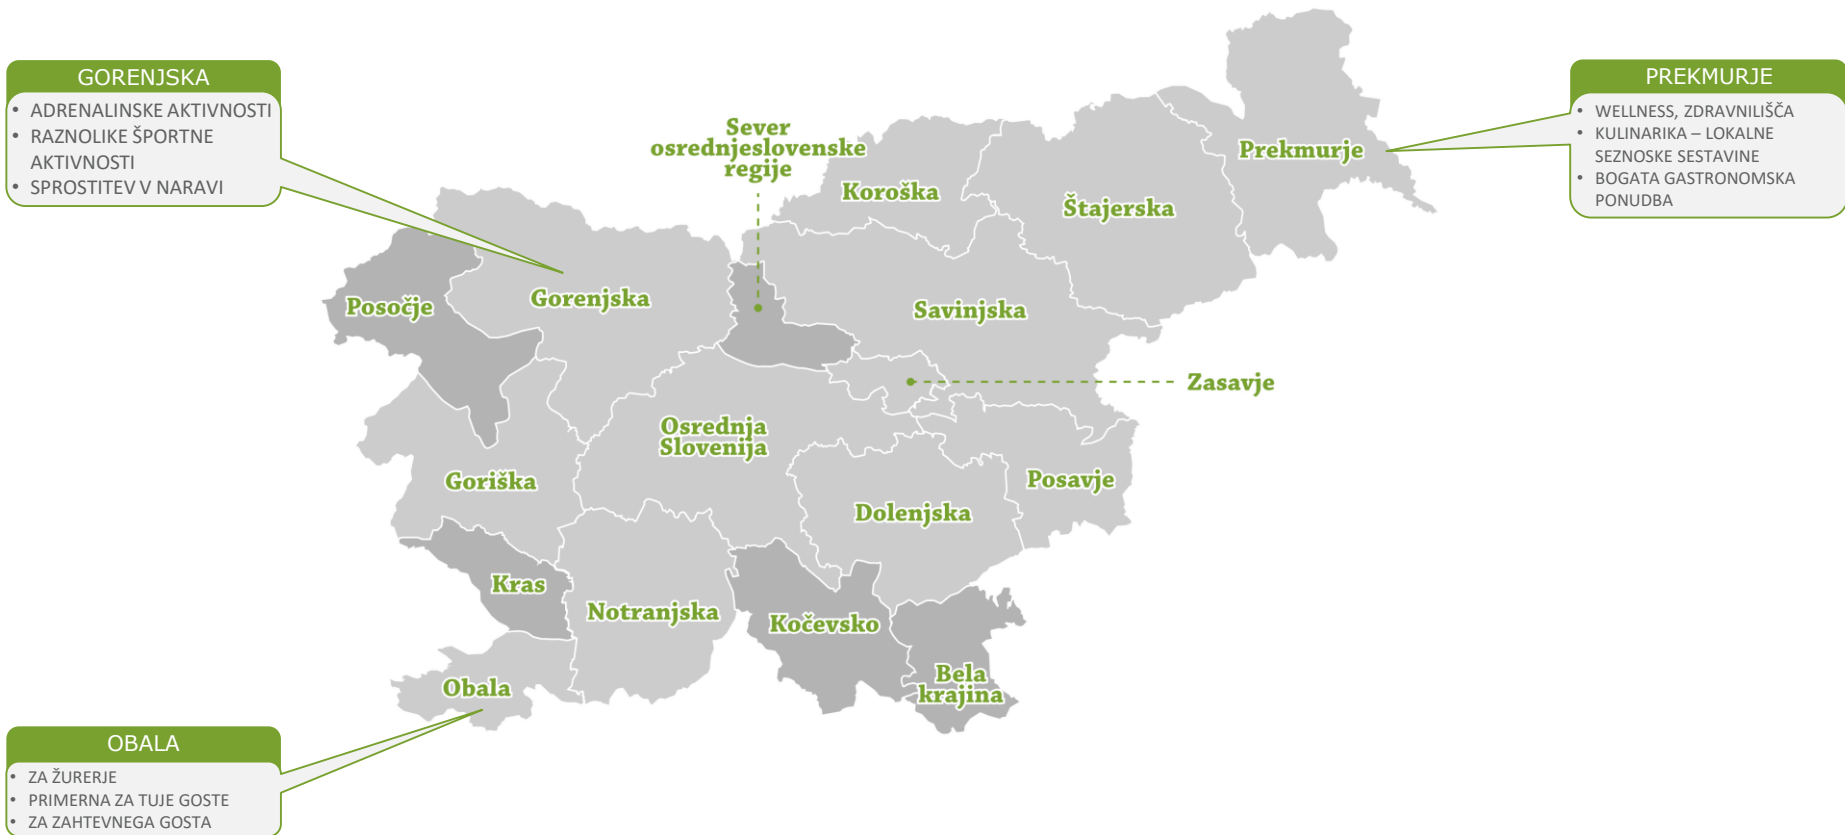 GORENJSKA
• ADRENALINSKE AKTIVNOSTI
• RAZNOLIKE ŠPORTNE
AKTIVNOSTI
• SPROSTITEV V NARAVI
PREKMURJE
• WELLNESS, ZDRAVNILIŠČA
• KULINARIKA – LOKALNE
SEZNOSKE SESTAVINE
• BOGATA GASTRONOMSKA
PONUDBA
Sever
osrednjeslovenske
regije
Koroška
Štajerska
Prekmurje
Posočje
Gorenjska
Savinjska
Zasavje
Osrednja
Slovenija
Goriška
Dolenjska
Posavje
Kras
Notranjska
Kočevsko
Bela
krajina
Obala
OBALA
• ZA ŽURERJE
• PRIMERNA ZA TUJE GOSTE
• ZA ZAHTEVNEGA GOSTA